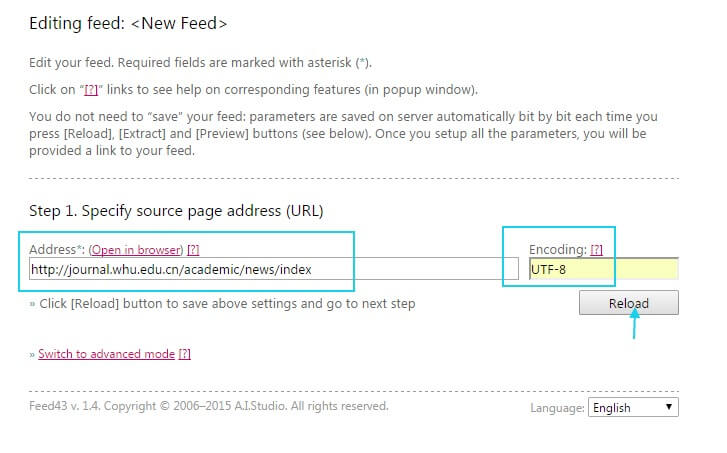 Editing feed: <New Feed>
Edit your feed. Required fields are marked with asterisk (*).
Click on “[?]” links to see help on corresponding features (in popup window).
You do not need to “save” your feed: parameters are saved on server automatically bit by bit each time you
press [Reload], [Extract] and [Preview] buttons (see below). Once you setup all the parameters, you will be
provided a link to your feed.
Step 1. Specify source page address (URL)
Address*: (Open in browser) [?] Encoding: [?]
http://journal.whu.edu.cn/academic/news/index UTF-8
» Click [Reload] button to save above settings and go to next step Reload
» Switch to advanced mode [?]
Feed43 v. 1.4. Copyright © 2006–2015 A.I.Studio. All rights reserved. Language: English